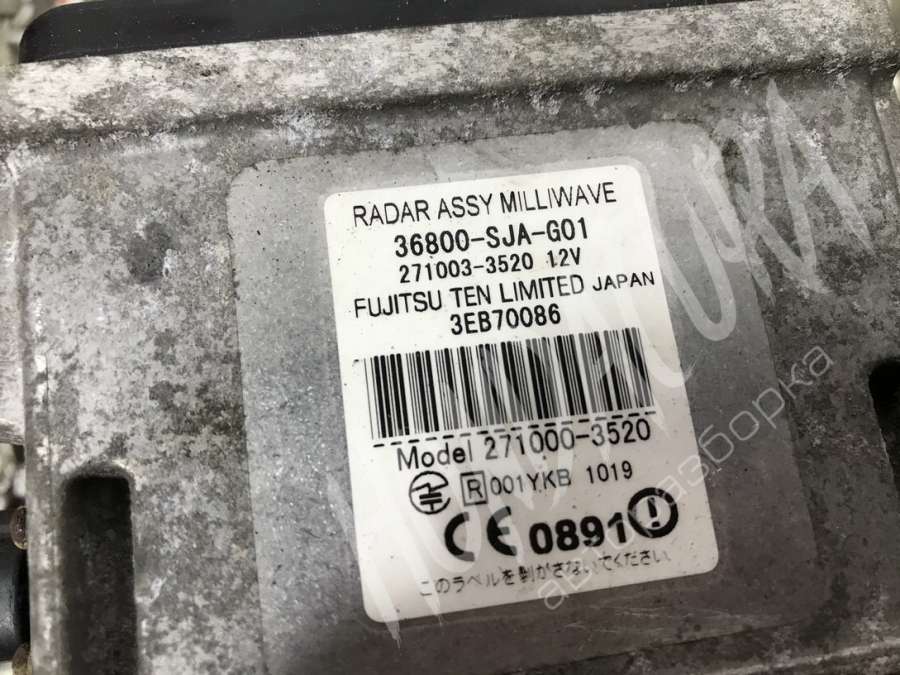 RADAR ASSY MILLIWAVE
36800-SJA-G01
271003-3520 12V
FUJITSU TEN LIMITED JAPAN
3EB70086
Model 271000-3520
R 001YKB 1019
CE 0891
このラベルを剥がさないでください.
авторазборка